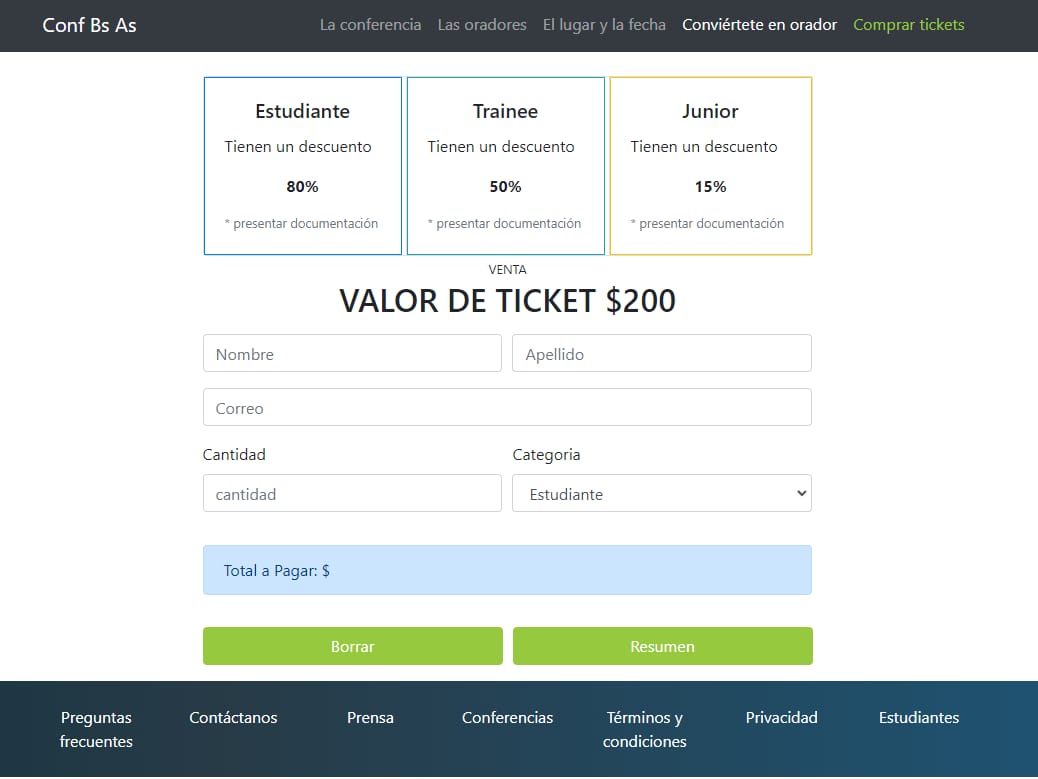 Conf Bs As
La conferencia
Las oradores
El lugar y la fecha
Conviértete en orador
Comprar tickets
Estudiante
Tienen un descuento
80%
* presentar documentación
Trainee
Tienen un descuento
50%
* presentar documentación
Junior
Tienen un descuento
15%
* presentar documentación
VENTA
VALOR DE TICKET $200
Nombre
Apellido
Correo
Cantidad
Categoria
cantidad
Estudiante
Total a Pagar: $
Borrar
Resumen
Preguntas
frecuentes
Contáctanos
Prensa
Conferencias
Términos y
condiciones
Privacidad
Estudiantes